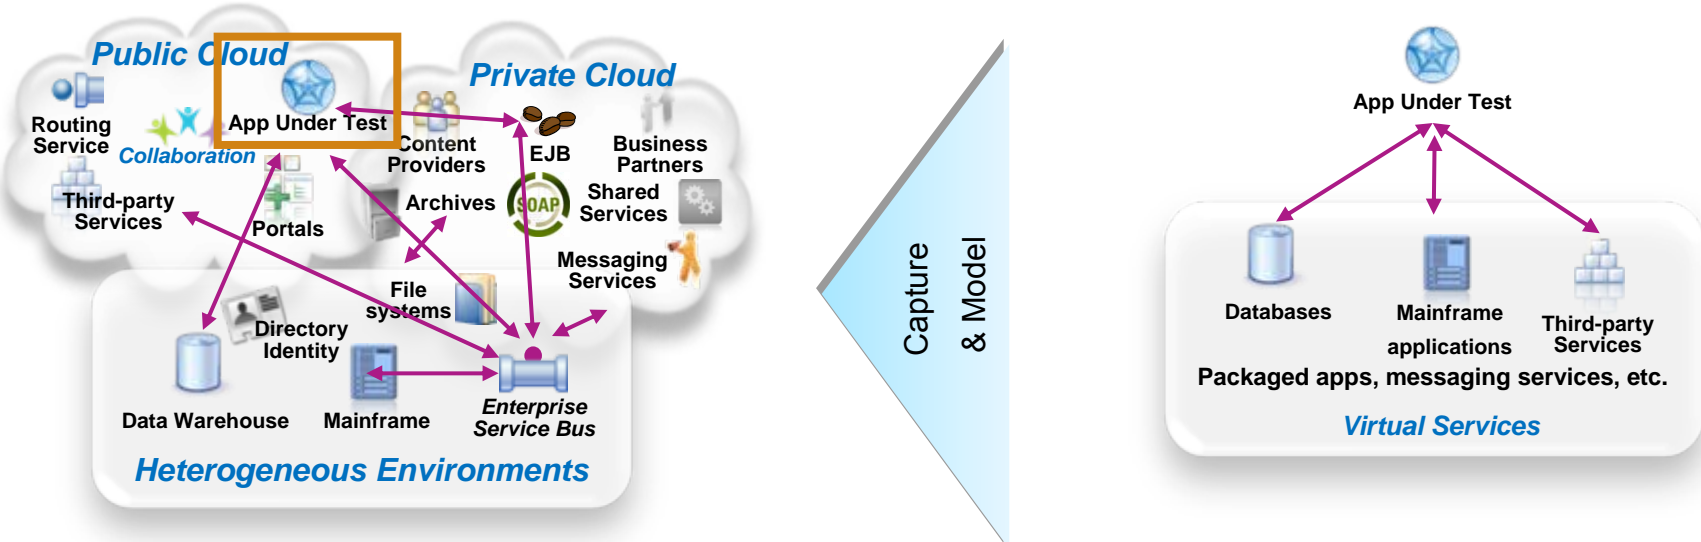 Public Cloud
Private Cloud
Routing
Service
Collaboration
App Under Test
Content
Providers
EJB
Business
Partners
Third-party
Services
Portals
Archives
SOAP
Shared
Services
Messaging
Services
File
systems
Directory
Identity
Data Warehouse
Mainframe
Enterprise
Service Bus
Heterogeneous Environments
Capture
& Model
App Under Test
Databases
Mainframe
applications
Third-party
Services
Packaged apps, messaging services, etc.
Virtual Services